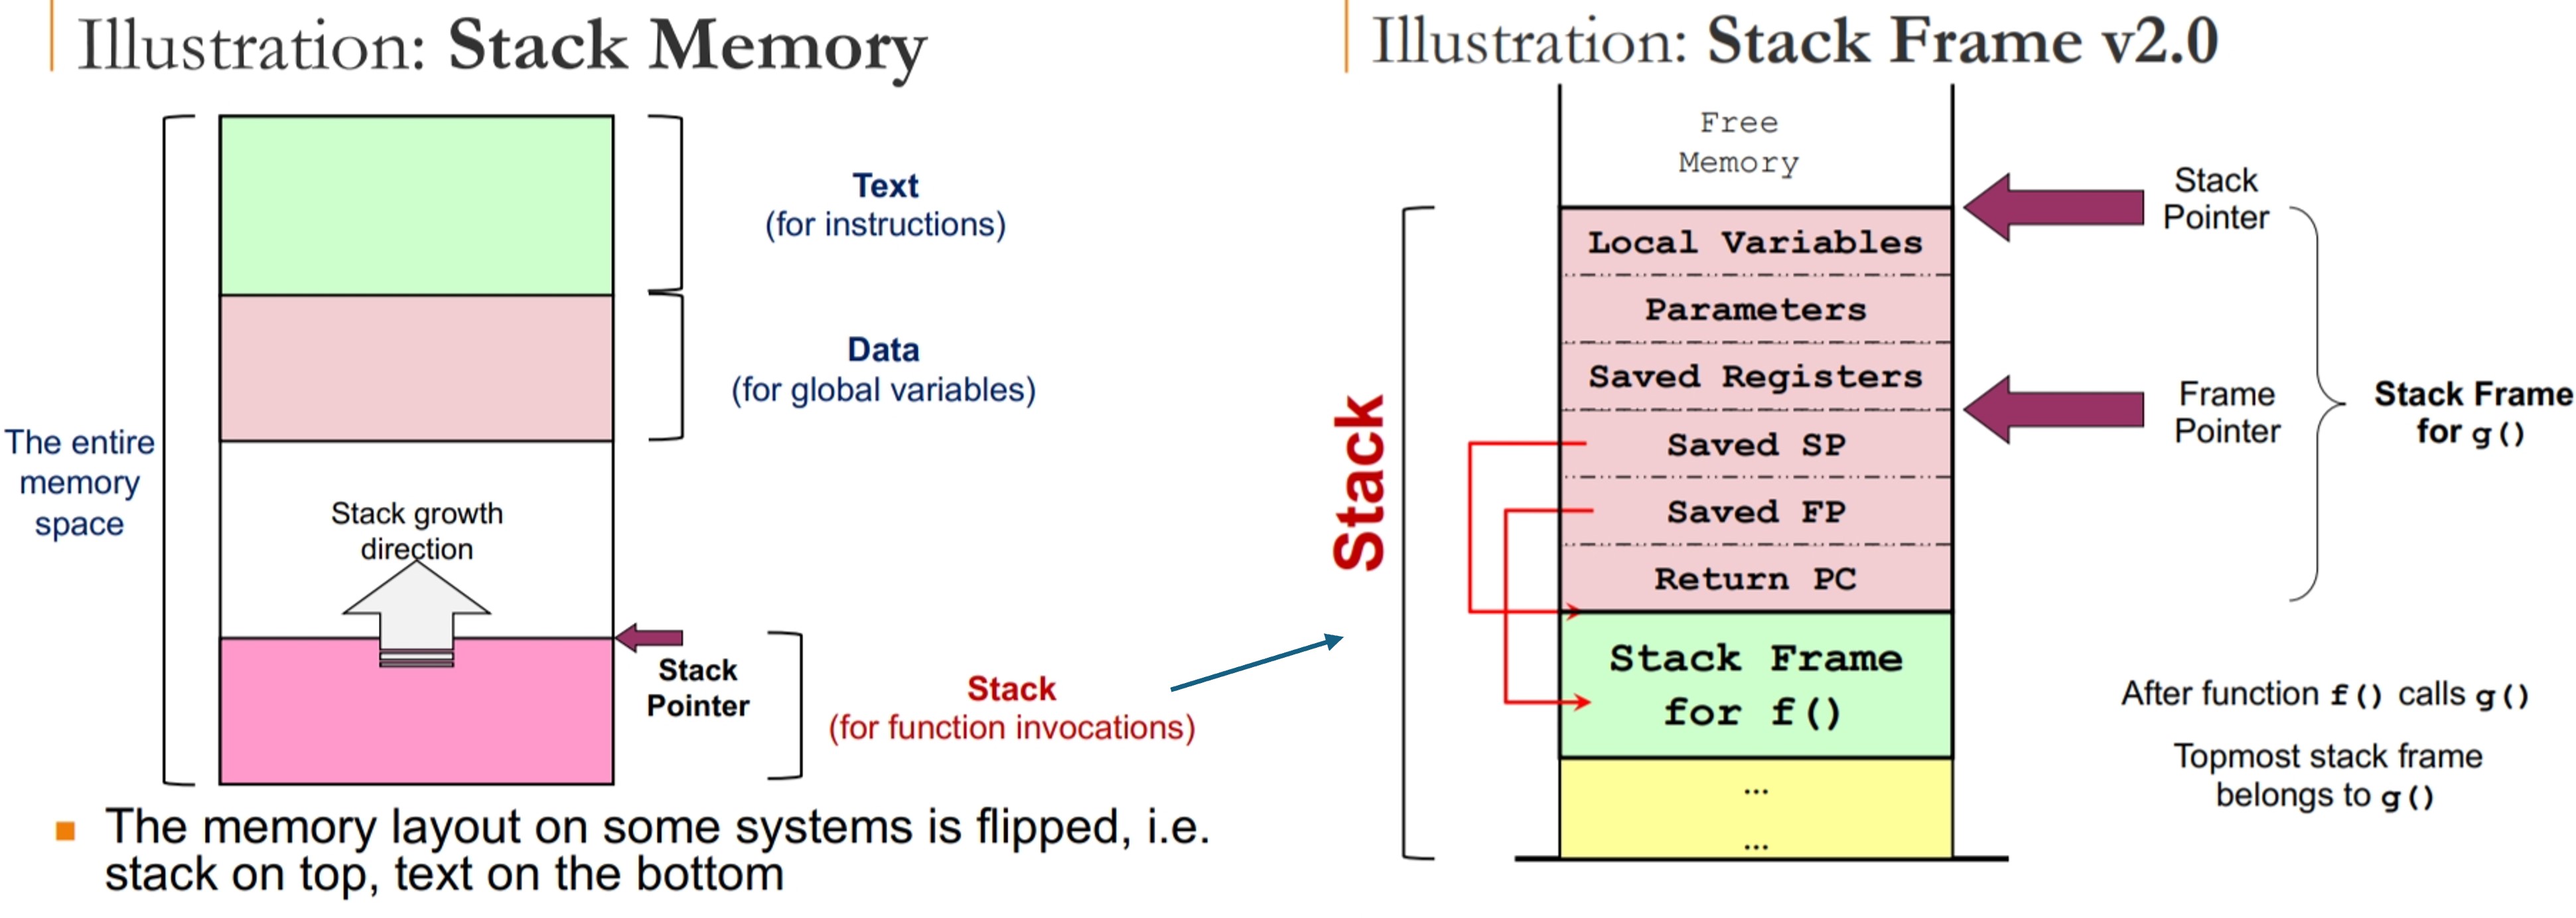 Illustration: Stack Memory
The entire
memory
space
Text
(for instructions)
Data
(for global variables)
Stack growth
direction
Stack
Pointer
Stack
(for function invocations)
The memory layout on some systems is flipped, i.e.
stack on top, text on the bottom
Illustration: Stack Frame v2.0
Free
Memory
Stack
Pointer
Local Variables
Parameters
Saved Registers
Frame
Pointer
Stack Frame
for g()
Saved SP
Saved FP
Return PC
Stack
Stack Frame
for f()
...
...
After function f() calls g()
Topmost stack frame
belongs to g()